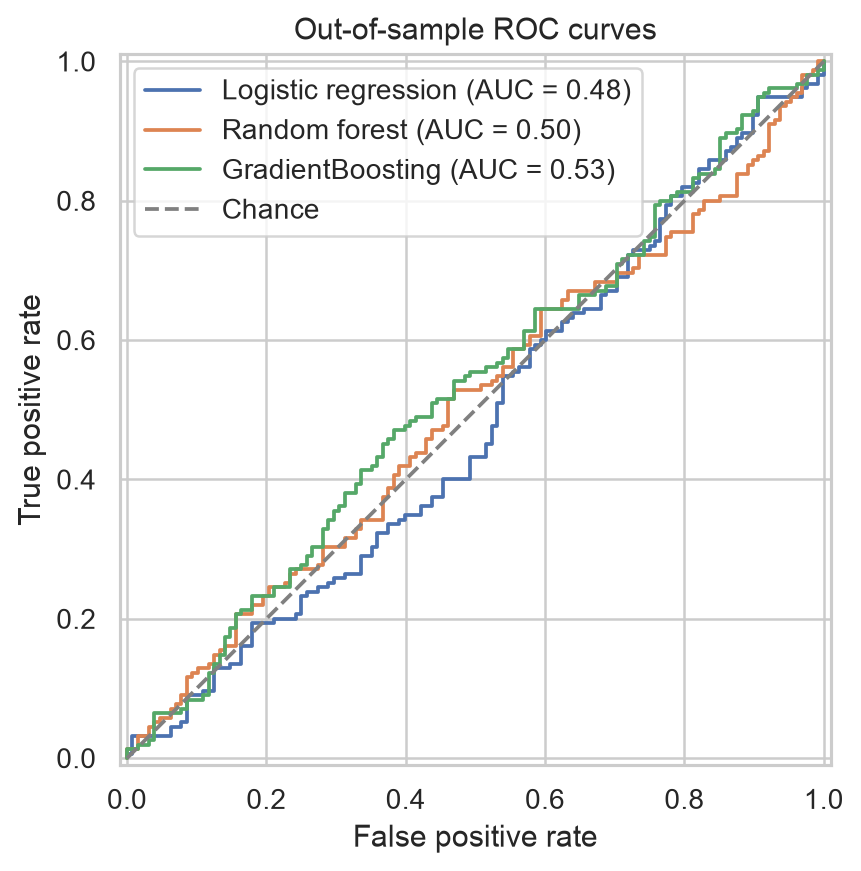 Out-of-sample ROC curves
1.0
Logistic regression (AUC = 0.48)
Random forest (AUC = 0.50)
GradientBoosting (AUC = 0.53)
Chance
0.8
0.6
0.4
0.2
0.0
True positive rate
0.0 0.2 0.4 0.6 0.8 1.0
False positive rate